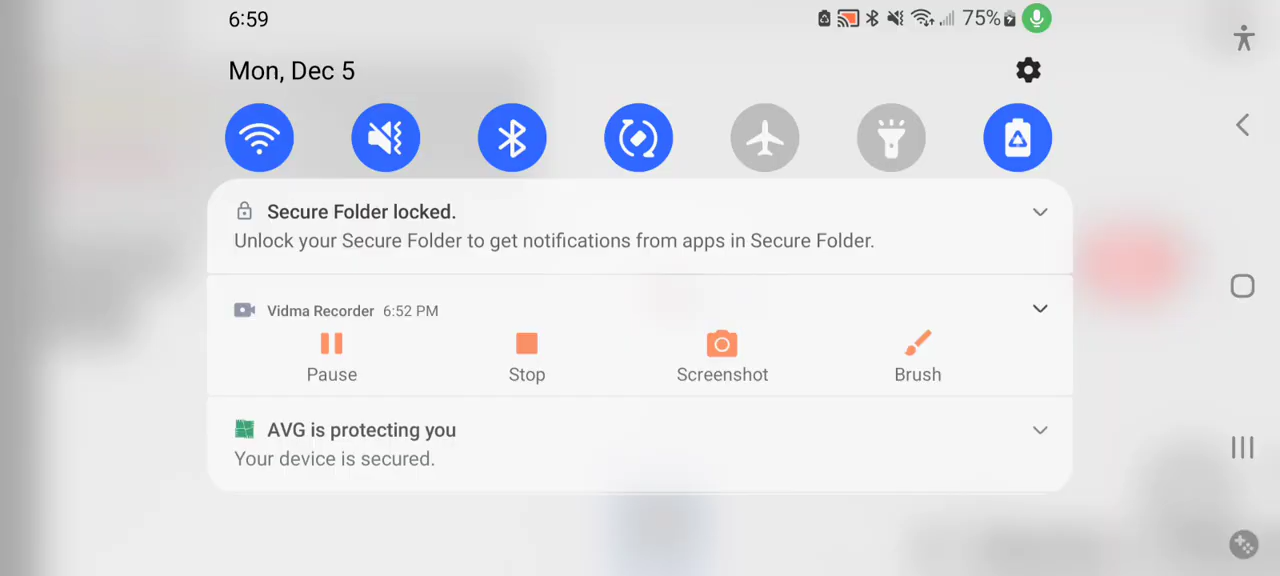 6:59 75%
Mon, Dec 5
Secure Folder locked.
Unlock your Secure Folder to get notifications from apps in Secure Folder.
Vidma Recorder 6:52 PM
Pause Stop Screenshot Brush
AVG is protecting you
Your device is secured.